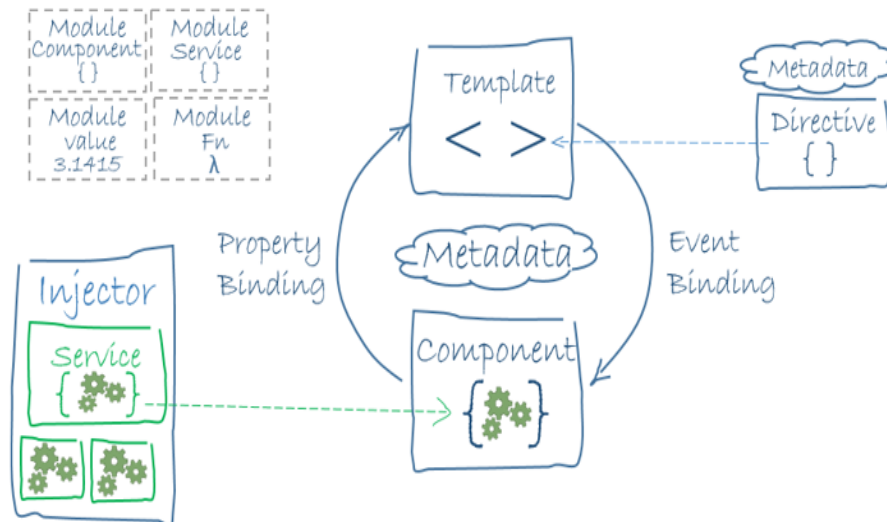 Module
Component
{ }
Module
Service
{ }
Module
value
3.1415
Module
Fn
λ
Template
< >
Metadata
Directive
{ }
Property
Binding
Metadata
Event
Binding
Injector
Service
{ }
Component
{ }